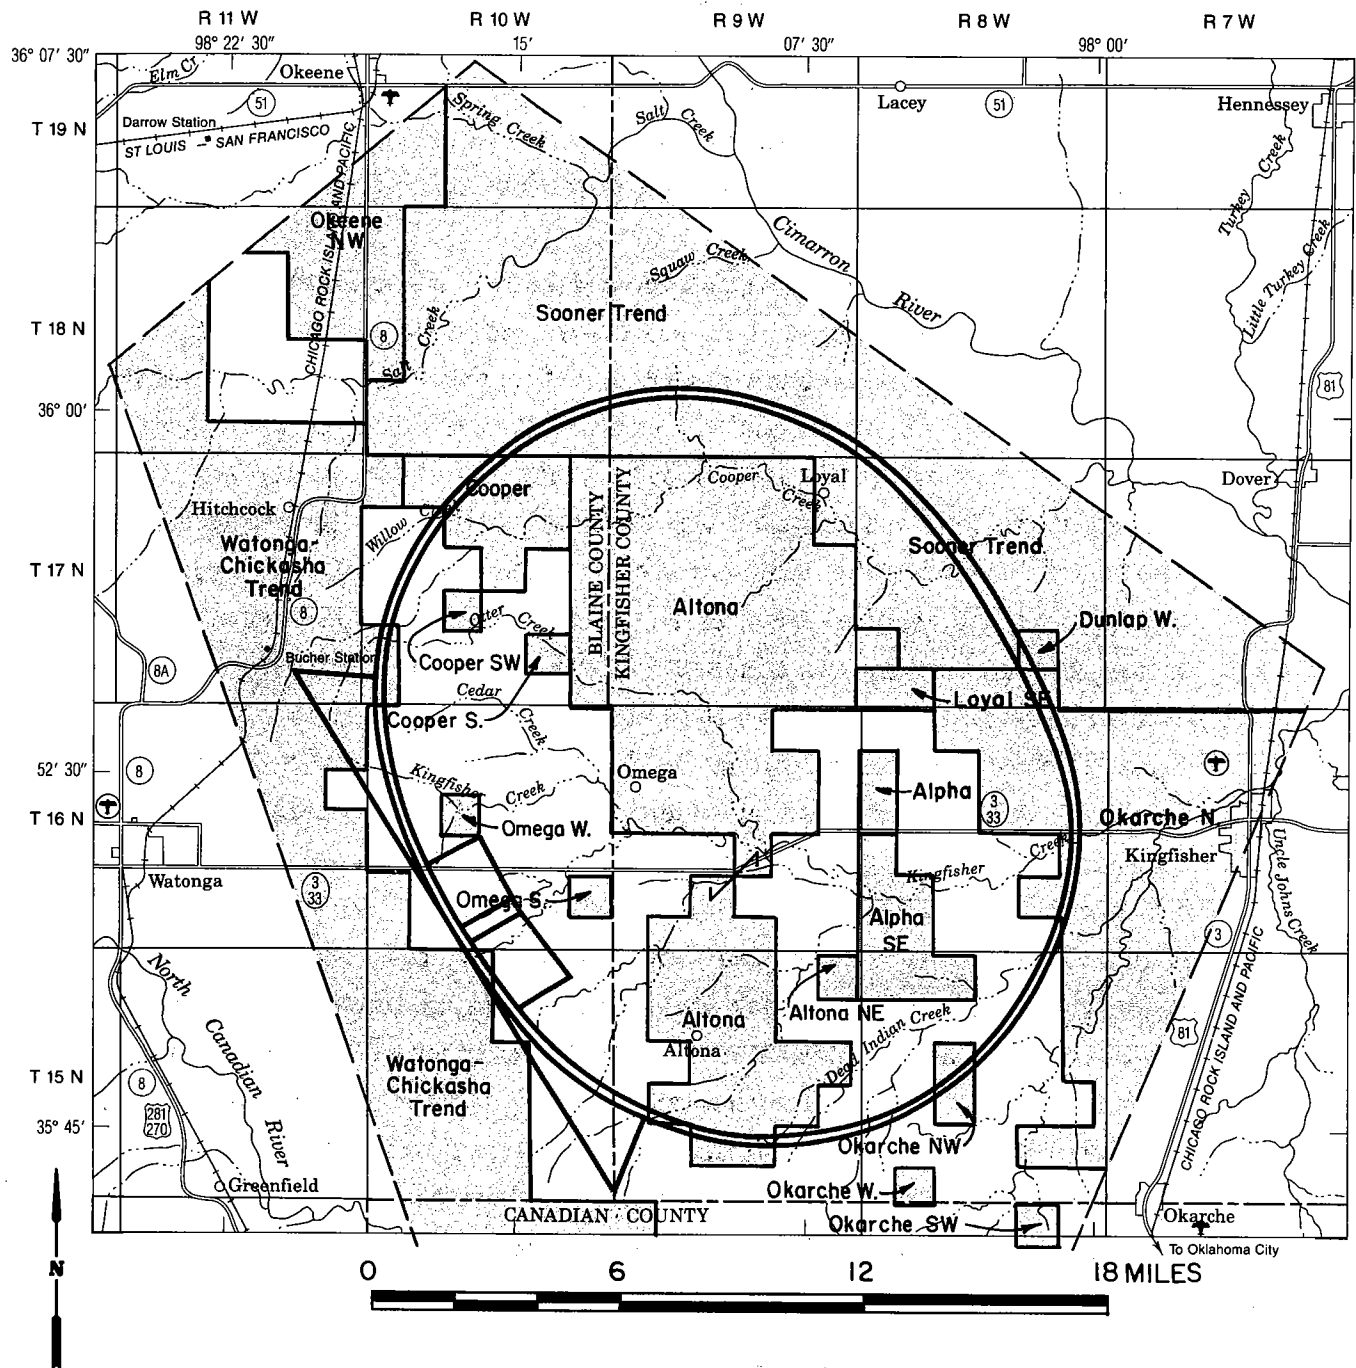 R 11 W R 10 W R 9 W R 8 W R 7 W
98° 22′ 30″ 15′ 07′ 30″ 98° 00′
36° 07′ 30″
Elm Cr
Okeene
51
Lacey
51
Hennessey
Darrow Station
T 19 N
ST LOUIS – SAN FRANCISCO
Spring Creek
Salt Creek
Turkey Creek
CHICAGO ROCK ISLAND AND PACIFIC
Okeene
NW
Cimarron River
Squaw Creek
Little Turkey Creek
Sooner Trend
T 18 N
8
Salt Creek
36° 00′
81
Cooper
Cooper Creek
Loyal
Dover
Hitchcock
Willow
BLAINE COUNTY
KINGFISHER COUNTY
Watonga-
Chickasha
Trend
Sooner Trend
T 17 N
8
Altona
Otter Creek
Dunlap W.
Bucher Station
Cooper SW
8A
Cedar Creek
Loyal SE
Cooper S.
8
52′ 30″
Kingfisher Creek
Omega
Alpha
3
33
T 16 N
Omega W.
Okarche N
Kingfisher Creek
Kingfisher
Watonga
3
33
Omega S.
Uncle Johns Creek
Alpha
SE
3
North Canadian River
Altona NE
Altona
Altona
Dead Indian Creek
81
CHICAGO ROCK ISLAND AND PACIFIC
Watonga-
Chickasha
Trend
T 15 N
8
281
270
35° 45′
Okarche NW
Greenfield
Okarche W.
CANADIAN COUNTY
Okarche SW
Okarche
To Oklahoma City
N
0 6 12 18 MILES